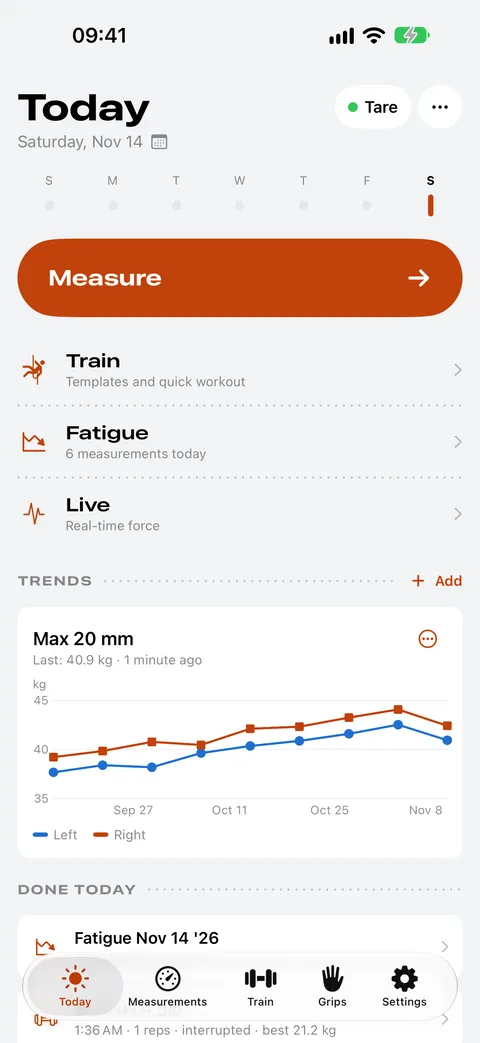 09:41
Today
Tare
Saturday, Nov 14
S M T W T F S
Measure
Train
Templates and quick workout
Fatigue
6 measurements today
Live
Real-time force
TRENDS
+ Add
Max 20 mm
Last: 40.9 kg · 1 minute ago
kg
45
40
35
Sep 27 Oct 11 Oct 25 Nov 8
Left Right
DONE TODAY
Fatigue Nov 14 '26
Today Measurements Train Grips Settings
1:36 AM · 1 reps · interrupted · best 21.2 kg